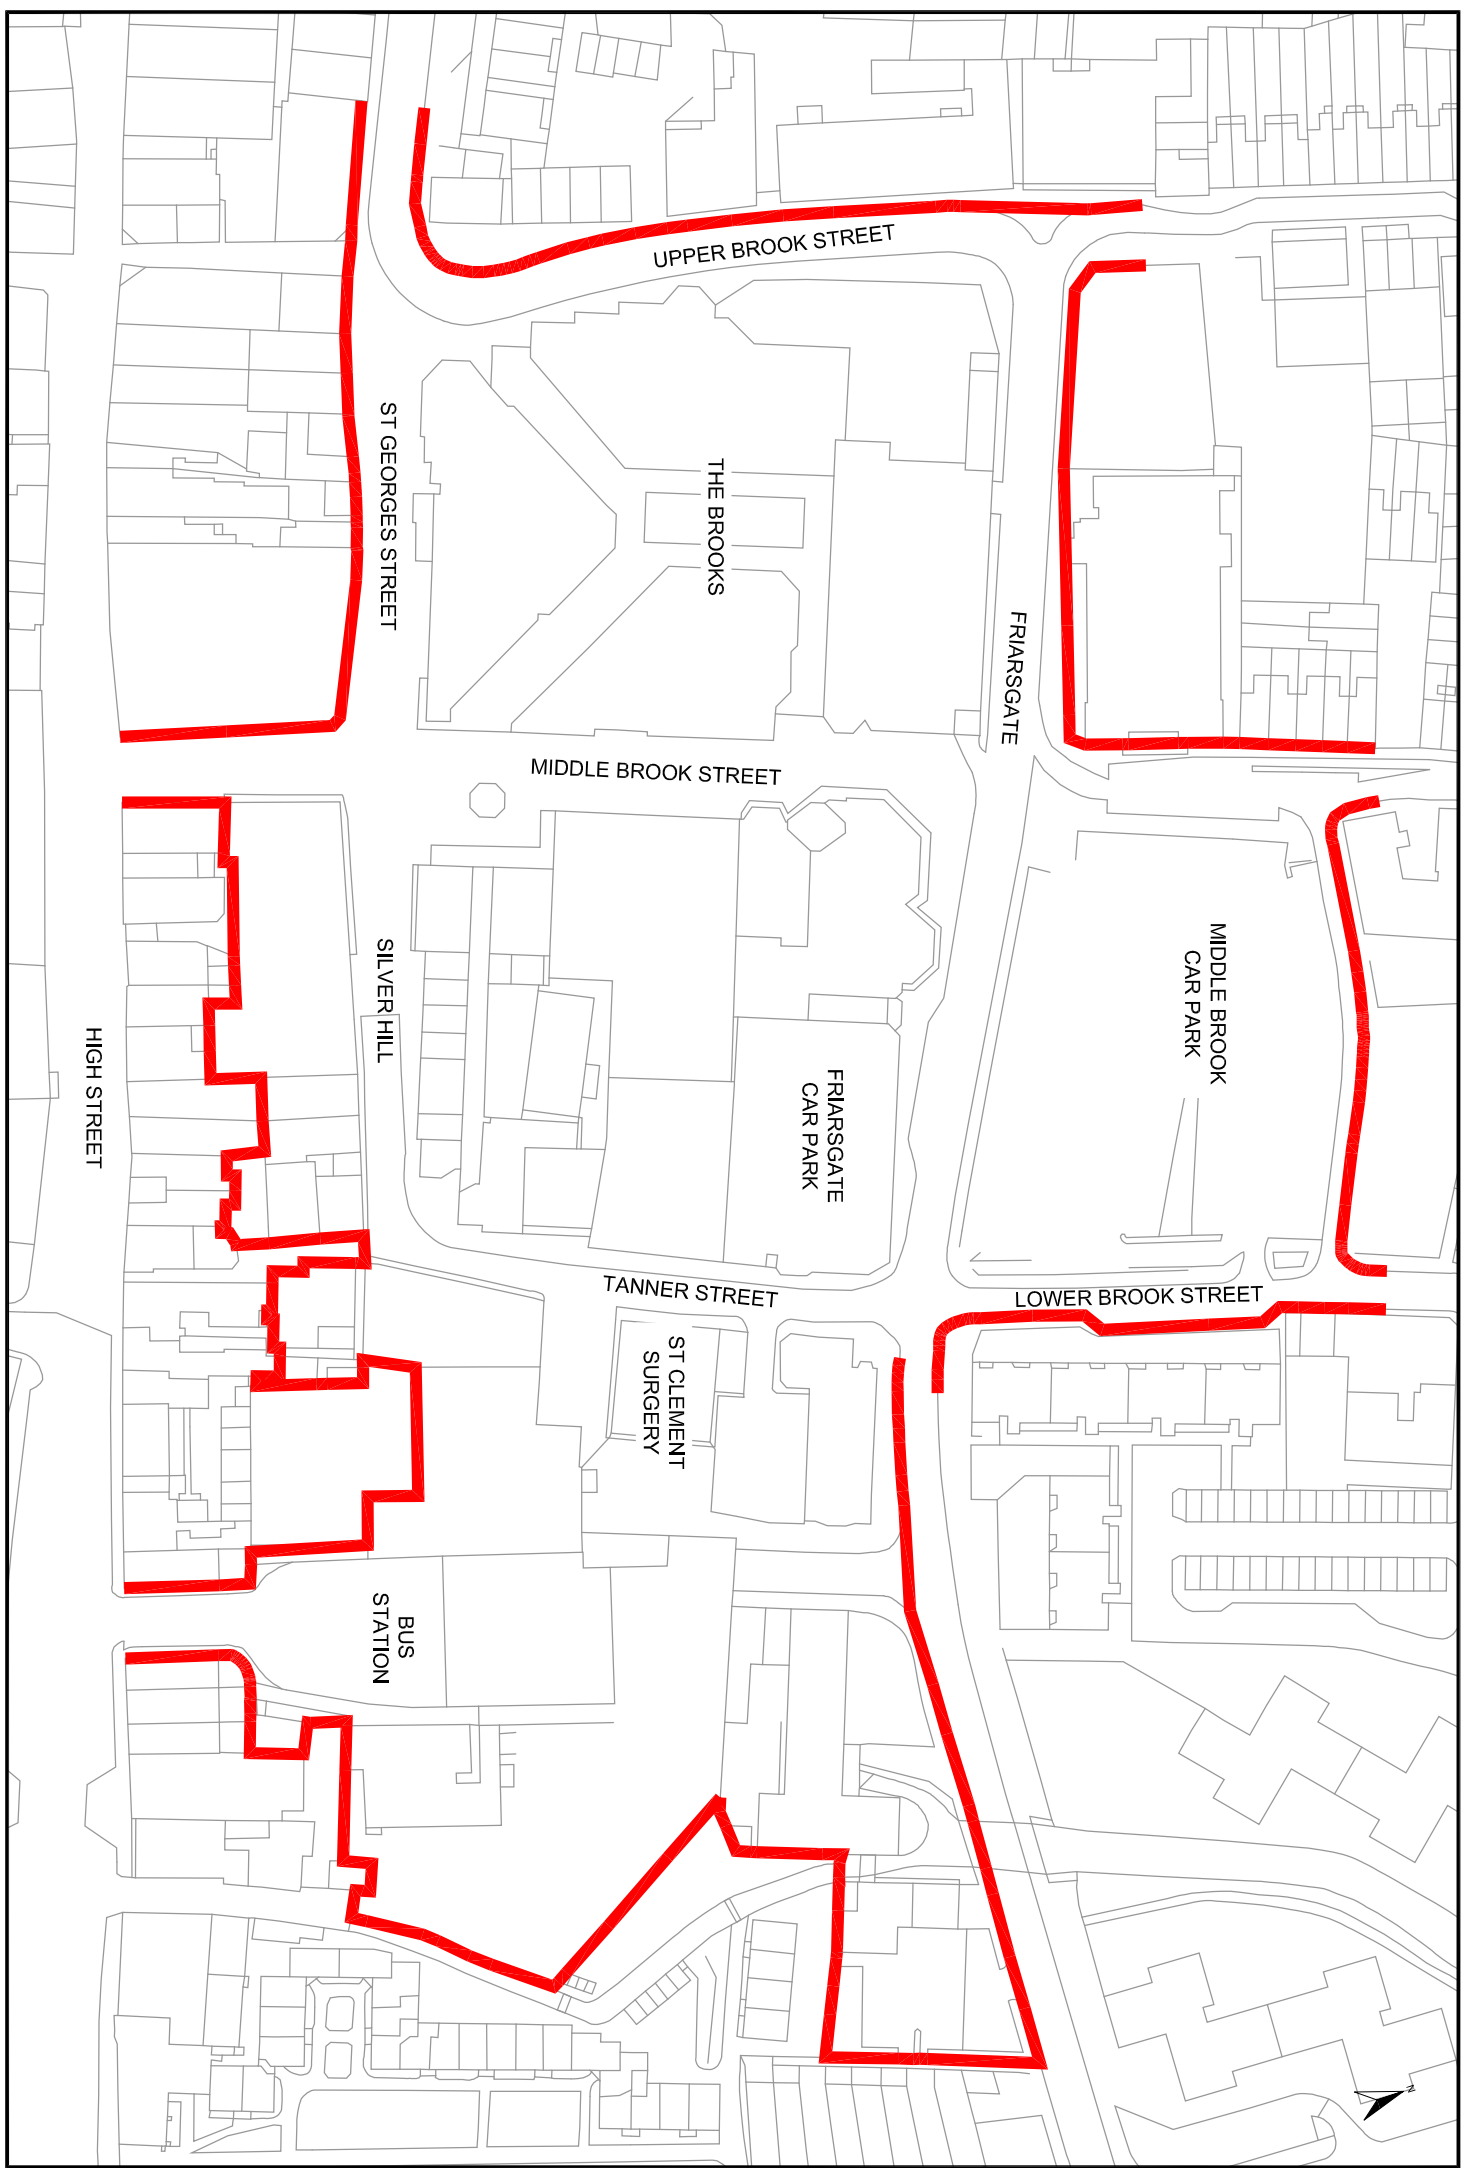 UPPER BROOK STREET
ST GEORGES STREET
THE BROOKS
FRIARSGATE
MIDDLE BROOK STREET
SILVER HILL
MIDDLE BROOK
CAR PARK
HIGH STREET
FRIARSGATE
CAR PARK
TANNER STREET
LOWER BROOK STREET
ST CLEMENT
SURGERY
BUS
STATION
N